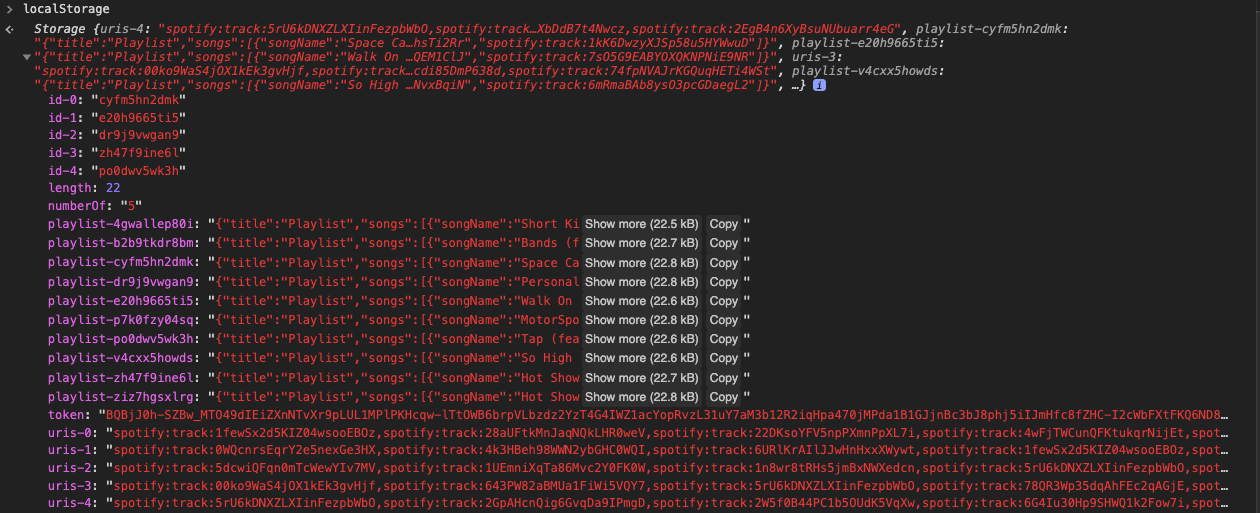 > localStorage
Storage {uris-4: "spotify:track:5rU6kDNXZLXIinFezpbWbO,spotify:track…XbDdB7t4Nwcz,spotify:track:2EgB4n6XyBsuNUbuarr4eG", playlist-cyfm5hn2dmk:
"{"title":"Playlist","songs":[{"songName":"Space Ca…hsTi2Rr","spotify:track:1kK6DwzyXJSp58u5HYWwuD"]}", playlist-e20h9665ti5:
"{"title":"Playlist","songs":[{"songName":"Walk On …QEM1ClJ","spotify:track:7sO5G9EABYOXQKNPNiE9NR"]}", uris-3:
"spotify:track:00ko9WaS4jOX1kEk3gvHjf,spotify:track…cdi85DmP638d,spotify:track:74fpNVAJrKGQuqHETi4WSt", playlist-v4cxx5howds:
"{"title":"Playlist","songs":[{"songName":"So High …NvxBqiN","spotify:track:6mRmaBAb8ysO3pcGDaegL2"]}", …} i
id-0: "cyfm5hn2dmk"
id-1: "e20h9665ti5"
id-2: "dr9j9vwgan9"
id-3: "zh47f9ine6l"
id-4: "po0dwv5wk3h"
length: 22
numberOf: "5"
playlist-4gwallep80i: "{"title":"Playlist","songs":[{"songName":"Short Ki Show more (22.5 kB) Copy "
playlist-b2b9tkdr8bm: "{"title":"Playlist","songs":[{"songName":"Bands (f Show more (22.7 kB) Copy "
playlist-cyfm5hn2dmk: "{"title":"Playlist","songs":[{"songName":"Space Ca Show more (22.8 kB) Copy "
playlist-dr9j9vwgan9: "{"title":"Playlist","songs":[{"songName":"Personal Show more (22.8 kB) Copy "
playlist-e20h9665ti5: "{"title":"Playlist","songs":[{"songName":"Walk On Show more (22.6 kB) Copy "
playlist-p7k0fzy04sq: "{"title":"Playlist","songs":[{"songName":"MotorSpo Show more (22.8 kB) Copy "
playlist-po0dwv5wk3h: "{"title":"Playlist","songs":[{"songName":"Tap (fea Show more (22.6 kB) Copy "
playlist-v4cxx5howds: "{"title":"Playlist","songs":[{"songName":"So High Show more (22.6 kB) Copy "
playlist-zh47f9ine6l: "{"title":"Playlist","songs":[{"songName":"Hot Show Show more (22.7 kB) Copy "
playlist-ziz7hgsxlrg: "{"title":"Playlist","songs":[{"songName":"Hot Show Show more (22.8 kB) Copy "
token: "BQBjJ0h-SZBw_MTO49dIEiZXnNTvXr9pLUL1MPlPKHcqw-lTtOWB6brpVLbzdz2YzT4G4IWZ1acYopRvzL31uY7aM3b12R2iqHpa470jMPda1B1GJjnBc3bJ8phj5iIJmHfc8fZHC-I2cWbFXtFKQ6ND8…
uris-0: "spotify:track:1fewSx2d5KIZ04wsooEBOz,spotify:track:28aUFtkMnJaqNQkLHR0weV,spotify:track:22DKsoYFV5npPXmnPpXL7i,spotify:track:4wFjTWCunQFKtukqrNijEt,spot…
uris-1: "spotify:track:0WQcnrsEqrY2e5nexGe3HX,spotify:track:4k3HBeh98WWN2ybGHC0WQI,spotify:track:6URlKrAIlJJwHnHxxXWywt,spotify:track:1fewSx2d5KIZ04wsooEBOz,spot…
uris-2: "spotify:track:5dcwiQFqn0mTcWewYIv7MV,spotify:track:1UEmniXqTa86Mvc2Y0FK0W,spotify:track:1n8wr8tRHs5jmBxNWXedcn,spotify:track:5rU6kDNXZLXIinFezpbWbO,spot…
uris-3: "spotify:track:00ko9WaS4jOX1kEk3gvHjf,spotify:track:643PW82aBMUa1FiWi5VQY7,spotify:track:5rU6kDNXZLXIinFezpbWbO,spotify:track:78QR3Wp35dqAhFEc2qAGjE,spot…
uris-4: "spotify:track:5rU6kDNXZLXIinFezpbWbO,spotify:track:2GpAHcnQig6GvqDa9IPmgD,spotify:track:2W5f0B44PC1b5OUdK5VqXw,spotify:track:6G4Iu30Hp9SHWQ1k2Fow7i,spot…